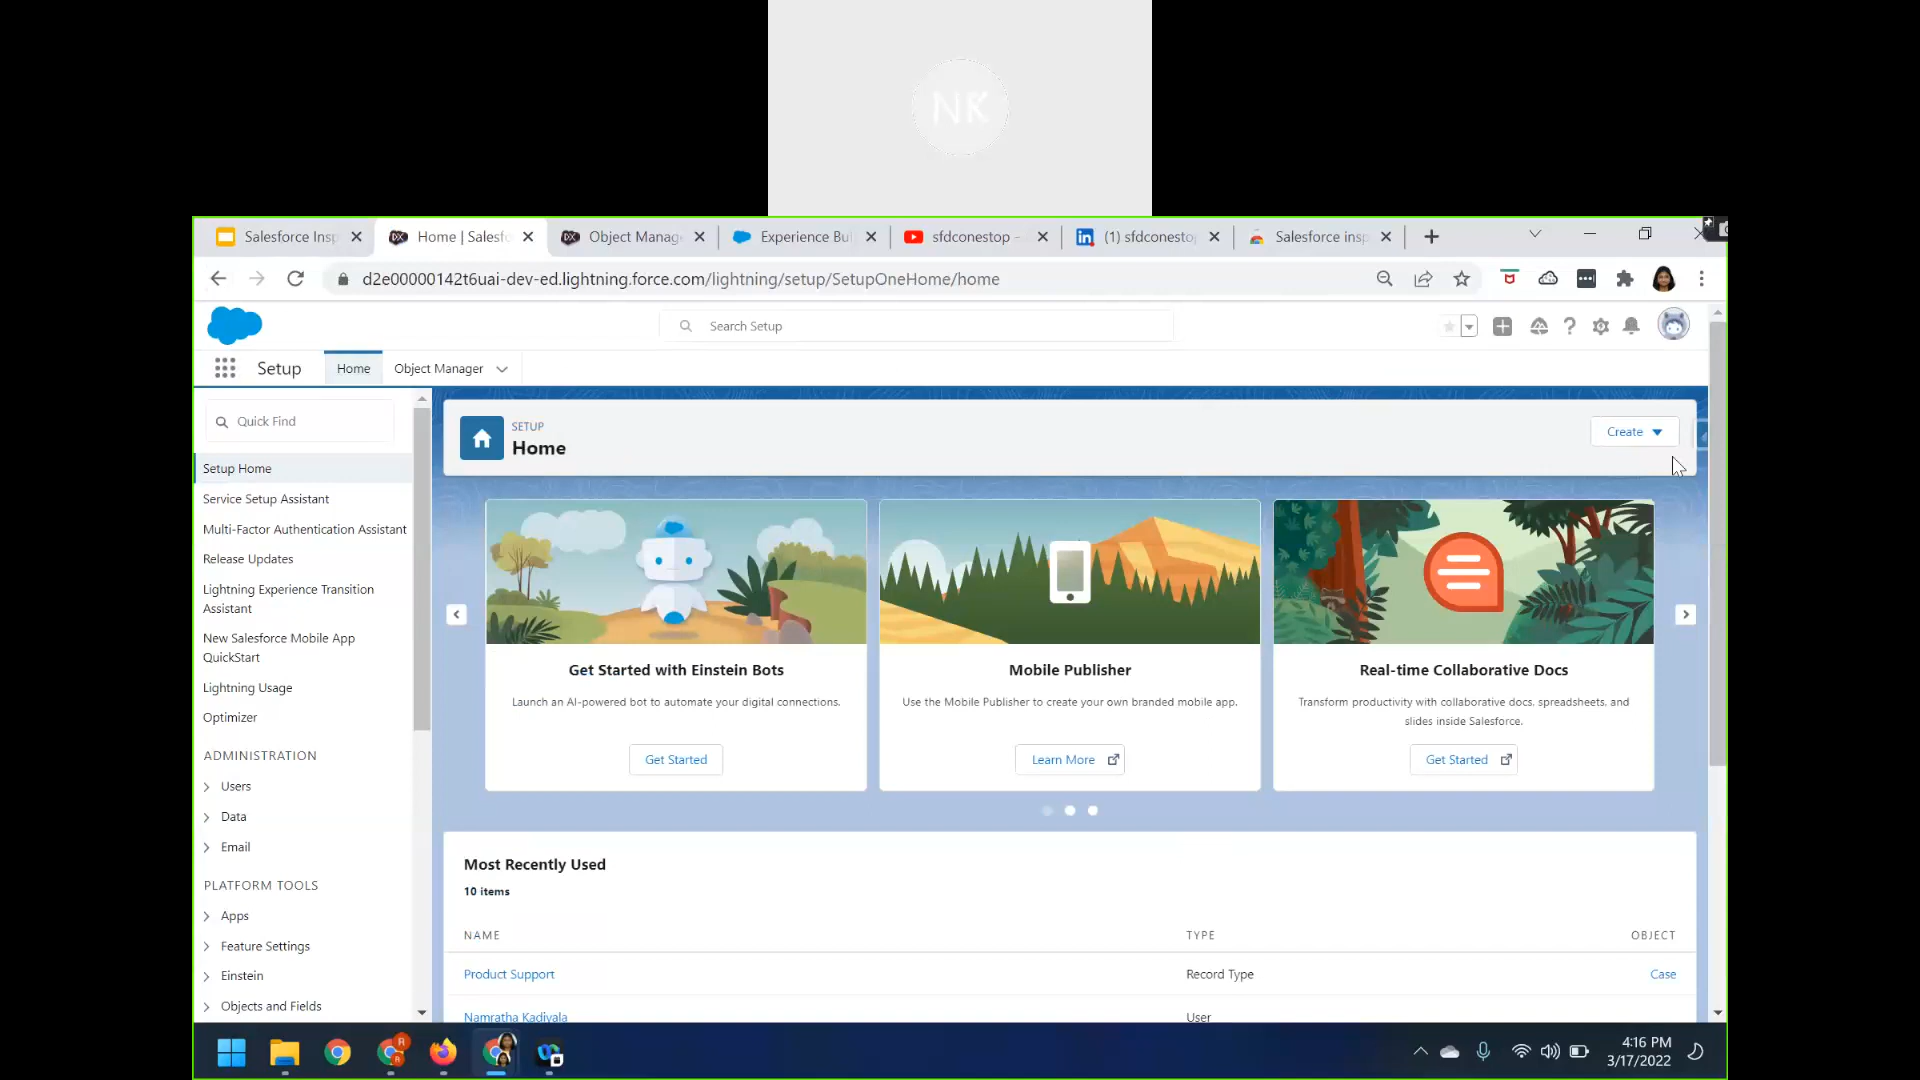 NK
Salesforce Insp
Home | Salesfo
Object Manag
Experience Bui
sfdconestop -
(1) sfdconesto
Salesforce insp
d2e00000142t6uai-dev-ed.lightning.force.com/lightning/setup/SetupOneHome/home
Search Setup
Setup
Home
Object Manager
Quick Find
Setup Home
Service Setup Assistant
Multi-Factor Authentication Assistant
Release Updates
Lightning Experience Transition
Assistant
New Salesforce Mobile App
QuickStart
Lightning Usage
Optimizer
ADMINISTRATION
Users
Data
Email
PLATFORM TOOLS
Apps
Feature Settings
Einstein
Objects and Fields
SETUP
Home
Create
Get Started with Einstein Bots
Launch an AI-powered bot to automate your digital connections.
Get Started
Mobile Publisher
Use the Mobile Publisher to create your own branded mobile app.
Learn More
Real-time Collaborative Docs
Transform productivity with collaborative docs, spreadsheets, and
slides inside Salesforce.
Get Started
Most Recently Used
10 items
NAME TYPE OBJECT
Product Support Record Type Case
Namratha Kadiyala User
4:16 PM
3/17/2022